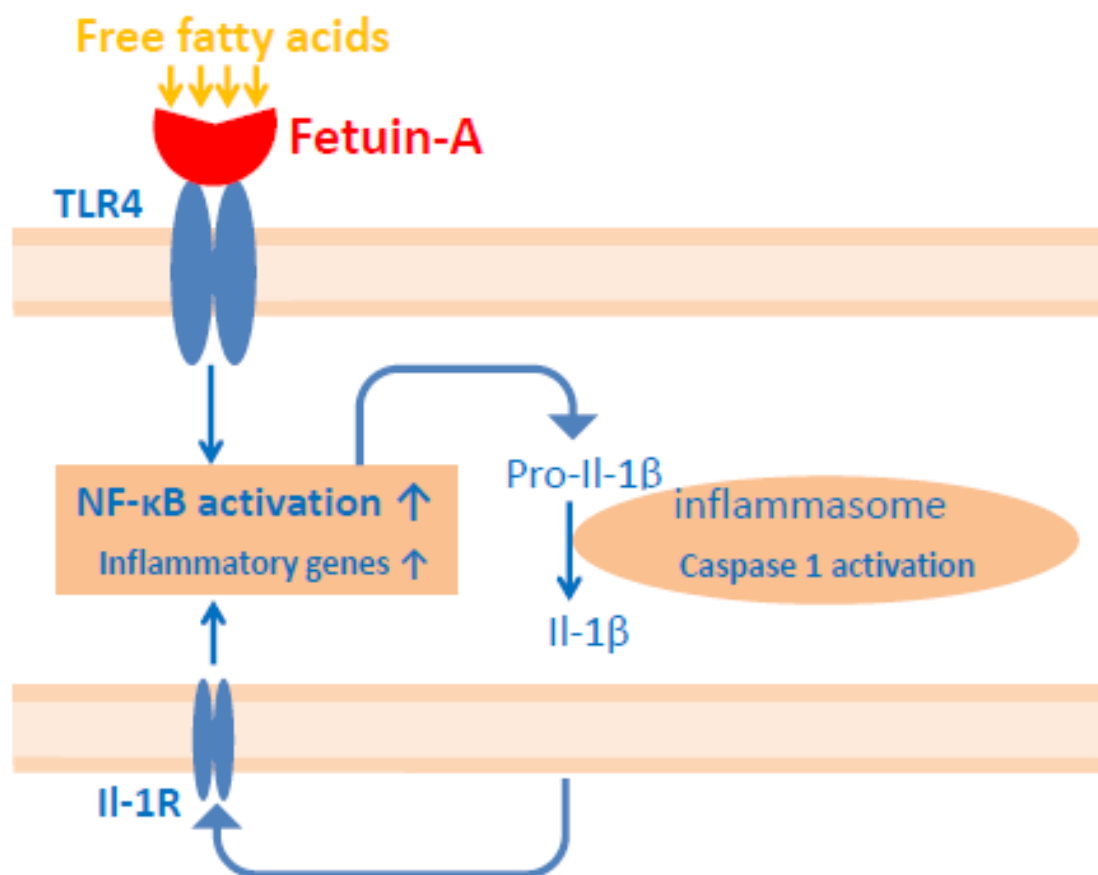 Free fatty acids
Fetuin-A
TLR4
NF-κB activation ↑
Inflammatory genes ↑
Pro-Il-1β
inflammasome
Caspase 1 activation
Il-1β
Il-1R